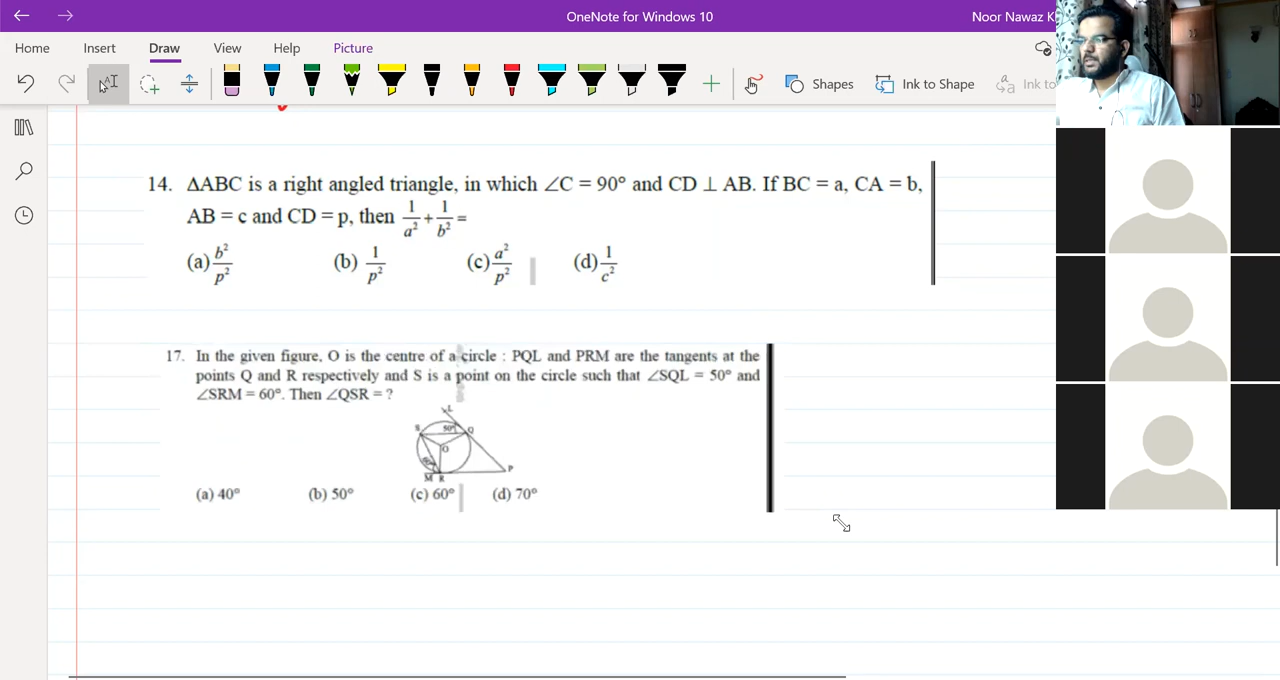 OneNote for Windows 10
Noor Nawaz K
Home Insert Draw View Help Picture
Shapes Ink to Shape Ink to
14. ΔABC is a right angled triangle, in which ∠C = 90° and CD ⊥ AB. If BC = a, CA = b,
AB = c and CD = p, then 1/a² + 1/b² =
(a) b²/p² (b) 1/p² (c) a²/p² (d) 1/c²
17. In the given figure, O is the centre of a circle : PQL and PRM are the tangents at the
points Q and R respectively and S is a point on the circle such that ∠SQL = 50° and
∠SRM = 60°. Then ∠QSR = ?
L
S 50° Q
O
P
M R
(a) 40° (b) 50° (c) 60° (d) 70°